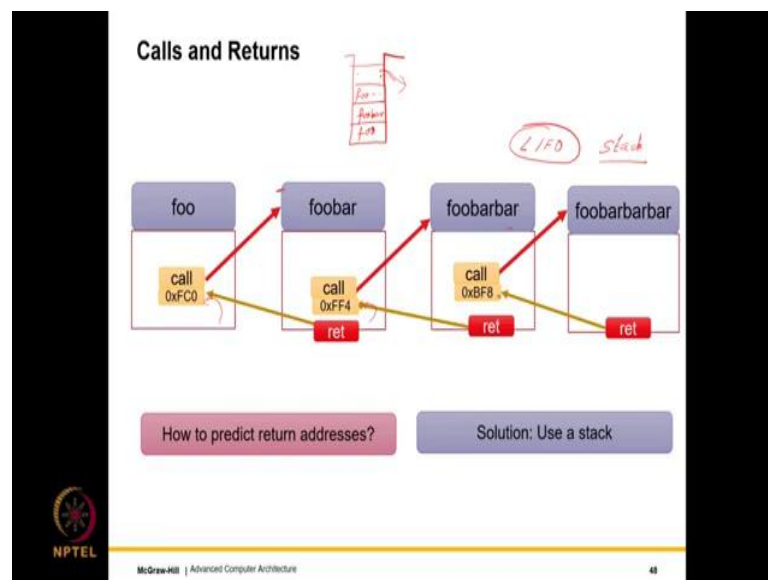 Calls and Returns
foo
foobar
foo
LIFO stack
foo foobar foobarbar foobarbarbar
call
0xFC0
call
0xFF4
call
0xBF8
ret
ret
ret
How to predict return addresses?
Solution: Use a stack
NPTEL
McGraw-Hill | Advanced Computer Architecture
48